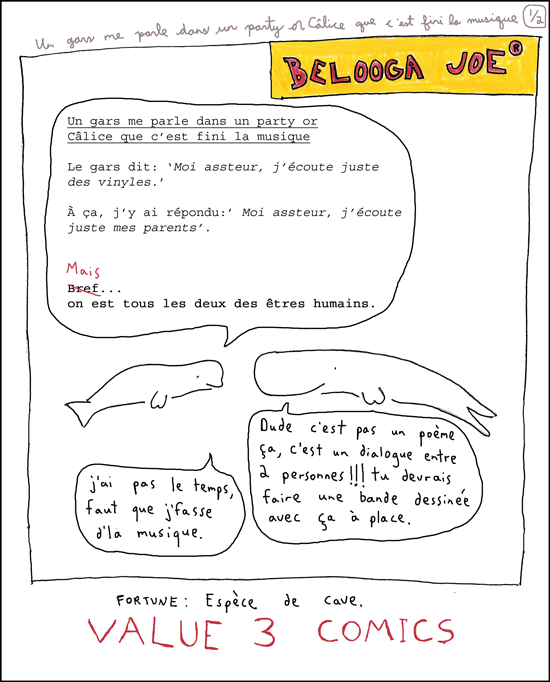 Un gars me parle dans un party or Câlice que c'est fini la musique 1/2
BELOOGA JOE®
Un gars me parle dans un party or
Câlice que c'est fini la musique
Le gars dit: ‘Moi assteur, j’écoute juste
des vinyles.’
À ça, j’y ai répondu:’ Moi assteur, j’écoute
juste mes parents’.
Mais
Bref...
on est tous les deux des êtres humains.
Dude c'est pas un poème
ça, c'est un dialogue entre
2 personnes!!! tu devrais
faire une bande dessinée
avec ça à place.
j'ai pas le temps,
faut que j'fasse
d'la musique.
FORTUNE: Espèce de cave.
VALUE 3 COMICS